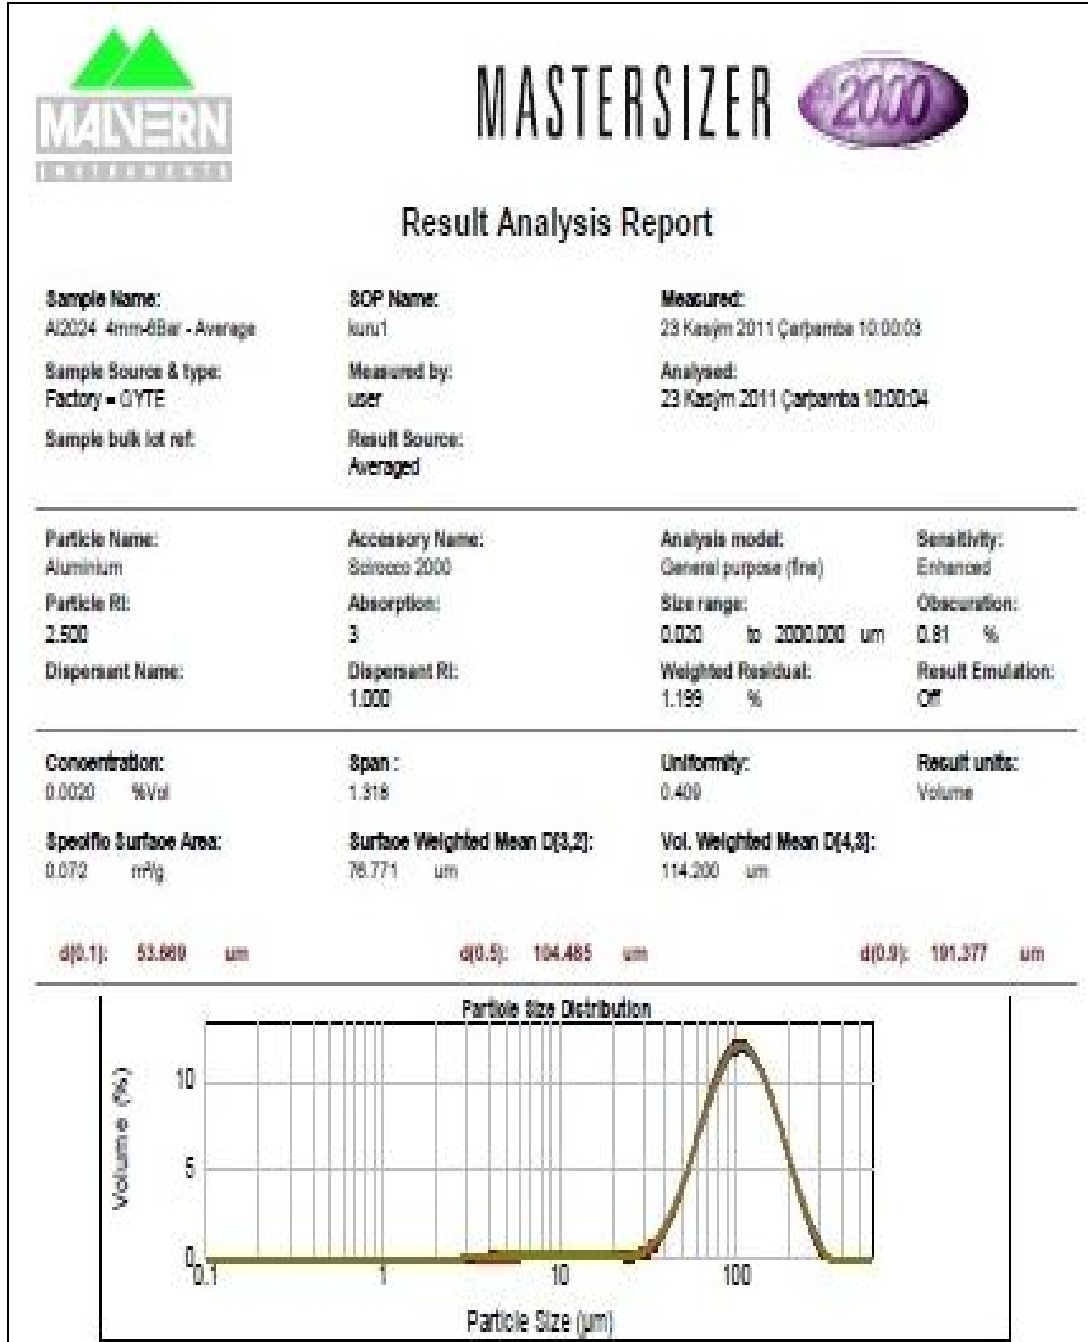 MALVERN
INSTRUMENTS
MASTERSIZER 2000
Result Analysis Report
Sample Name: SOP Name: Measured:
Al2024 4mm-6Bar - Average kuru1 23 Kasým 2011 Çarþamba 10:00:03
Sample Source & type: Measured by: Analysed:
Factory = GYTE user 23 Kasým 2011 Çarþamba 10:00:04
Sample bulk lot ref: Result Source:
Averaged
Particle Name: Accessory Name: Analysis model: Sensitivity:
Aluminium Scirocco 2000 General purpose (fine) Enhanced
Particle RI: Absorption: Size range: Obscuration:
2.500 3 0.020 to 2000.000 um 0.81 %
Dispersant Name: Dispersant RI: Weighted Residual: Result Emulation:
1.000 1.199 % Off
Concentration: Span : Uniformity: Result units:
0.0020 %Vol 1.318 0.409 Volume
Specific Surface Area: Surface Weighted Mean D[3,2]: Vol. Weighted Mean D[4,3]:
0.072 m²/g 76.771 um 114.200 um
d(0.1): 53.669 um d(0.5): 104.485 um d(0.9): 191.377 um
Particle Size Distribution
Volume (%)
10
5
0
0.1 1 10 100
Particle Size (µm)